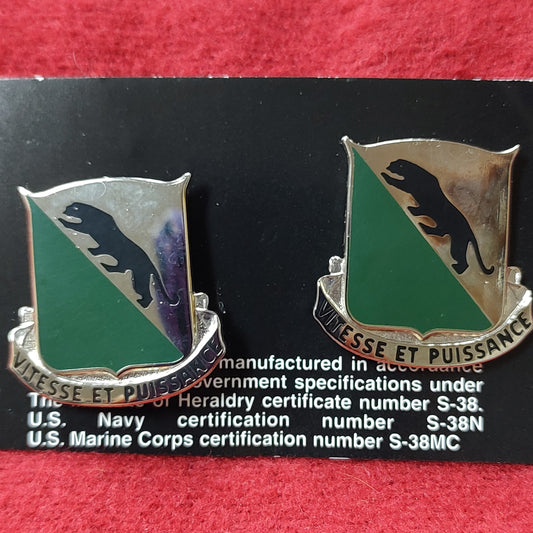 VITESSE ET PUISSANCE
VITESSE ET PUISSANCE
manufactured in accordance
overnment specifications under
The of Heraldry certificate number S-38.
U.S. Navy certification number S-38N
U.S. Marine Corps certification number S-38MC